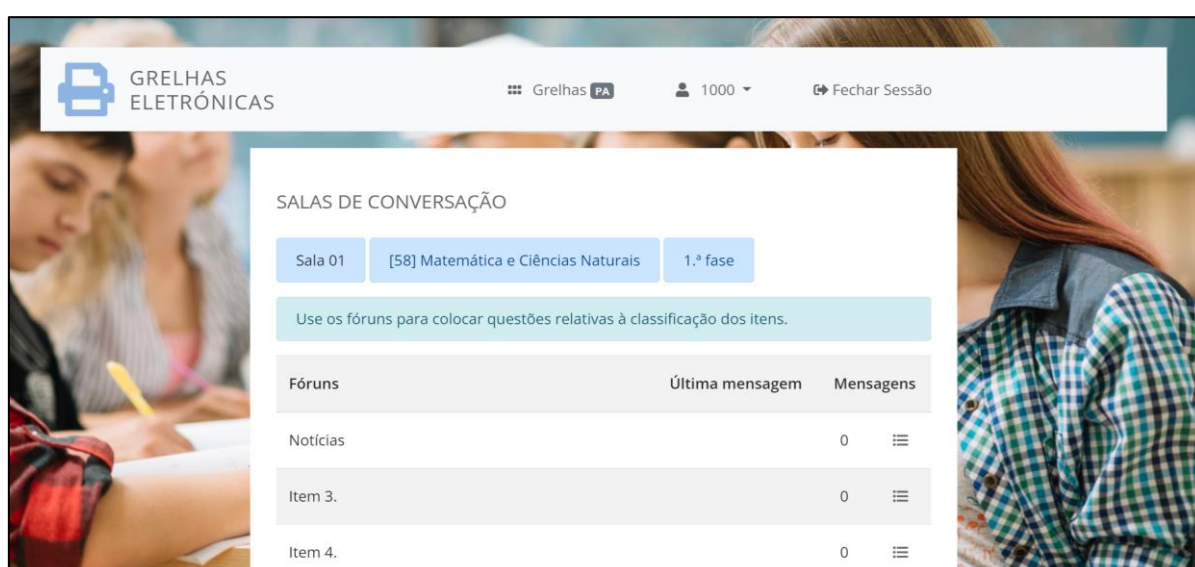 GRELHAS
ELETRÓNICAS
Grelhas PA
1000
Fechar Sessão
SALAS DE CONVERSAÇÃO
Sala 01
[58] Matemática e Ciências Naturais
1.ª fase
Use os fóruns para colocar questões relativas à classificação dos itens.
Fóruns Última mensagem Mensagens
Notícias 0
Item 3. 0
Item 4. 0